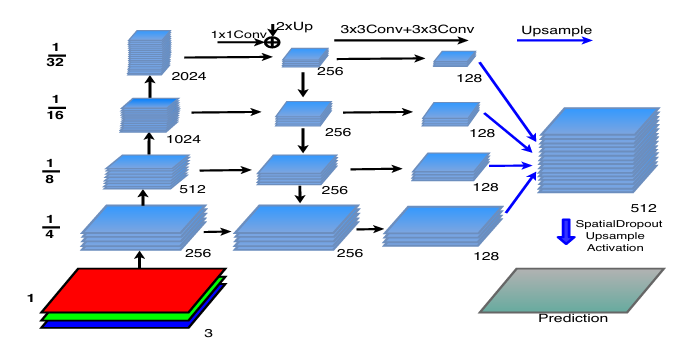 2xUp
1x1Conv
3x3Conv+3x3Conv
Upsample
1
32
2024
256
128
1
16
1024
256
128
1
8
512
256
128
512
1
4
256
256
128
SpatialDropout
Upsample
Activation
1
3
Prediction